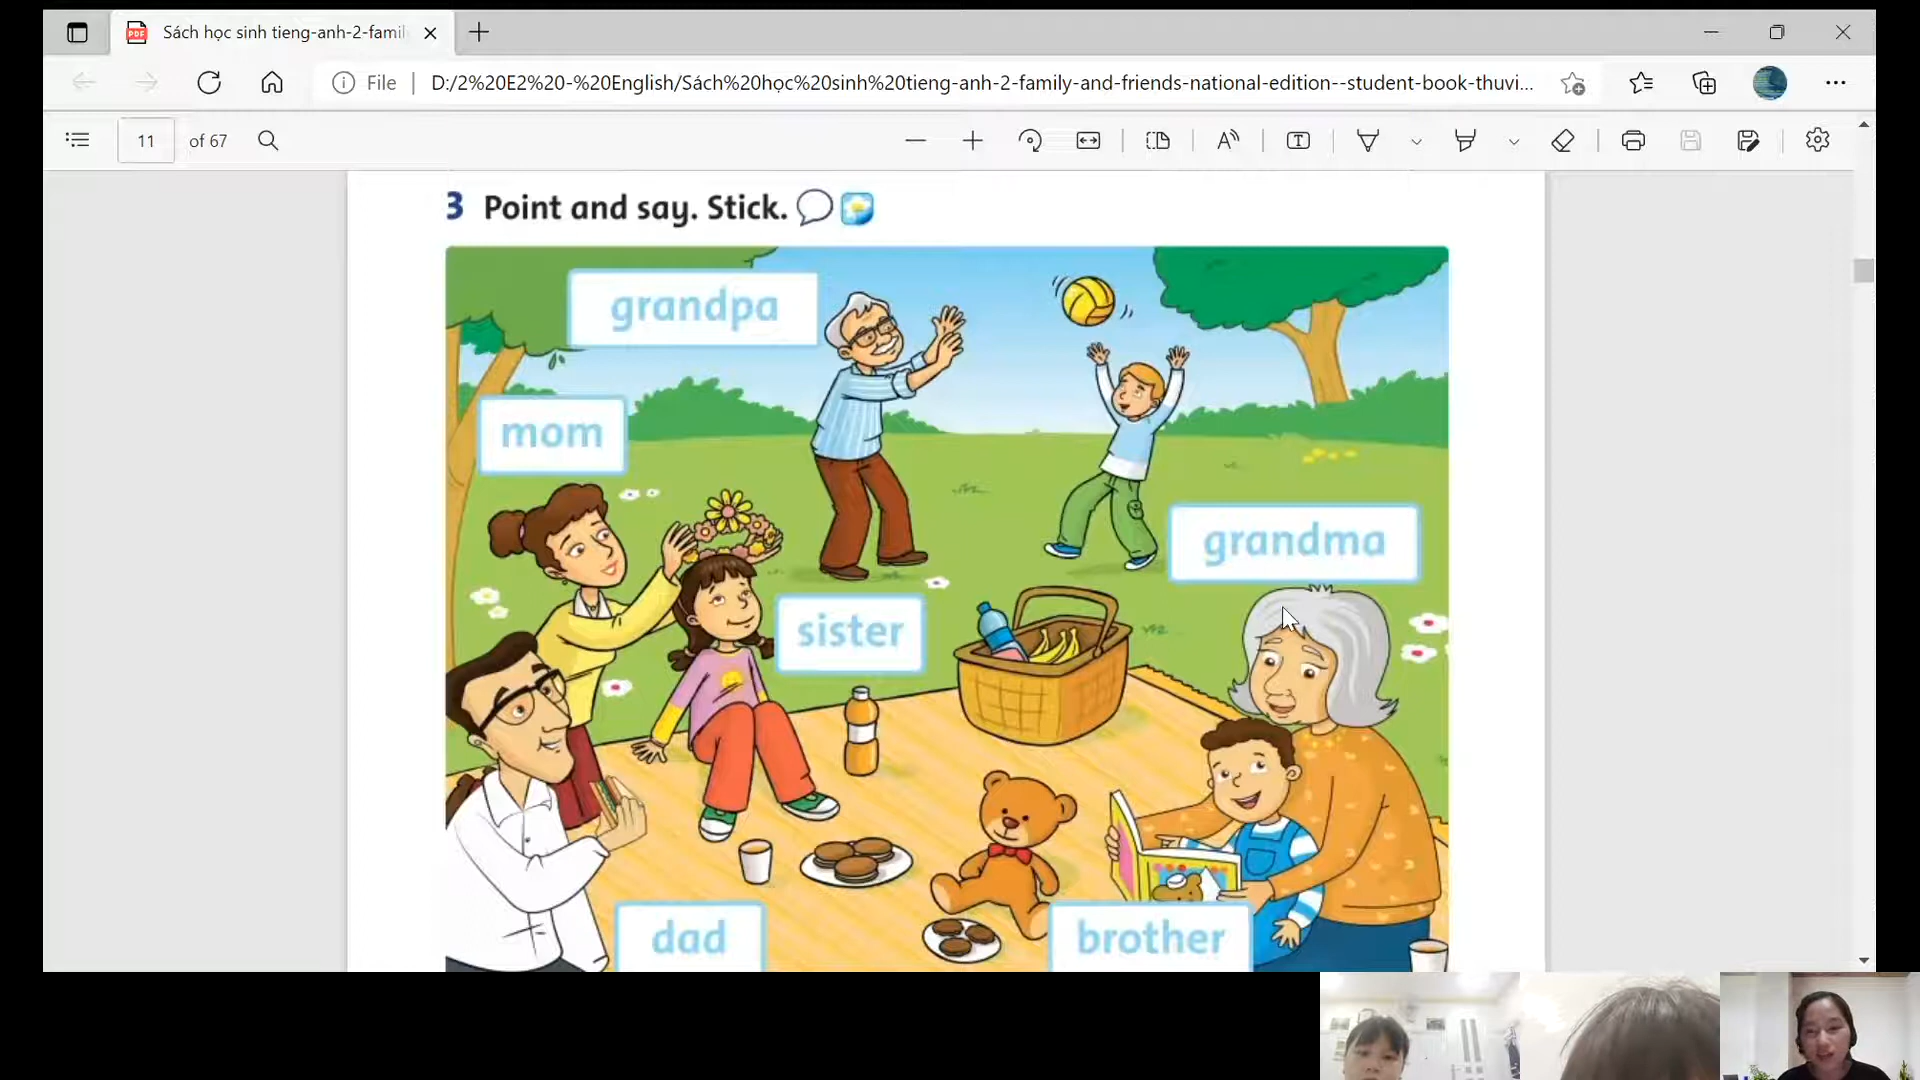 Sách học sinh tieng-anh-2-famil
File
D:/2%20E2%20-%20English/Sách%20học%20sinh%20tieng-anh-2-family-and-friends-national-edition--student-book-thuvi...
11 of 67
3 Point and say. Stick.
grandpa
mom
grandma
sister
dad
brother